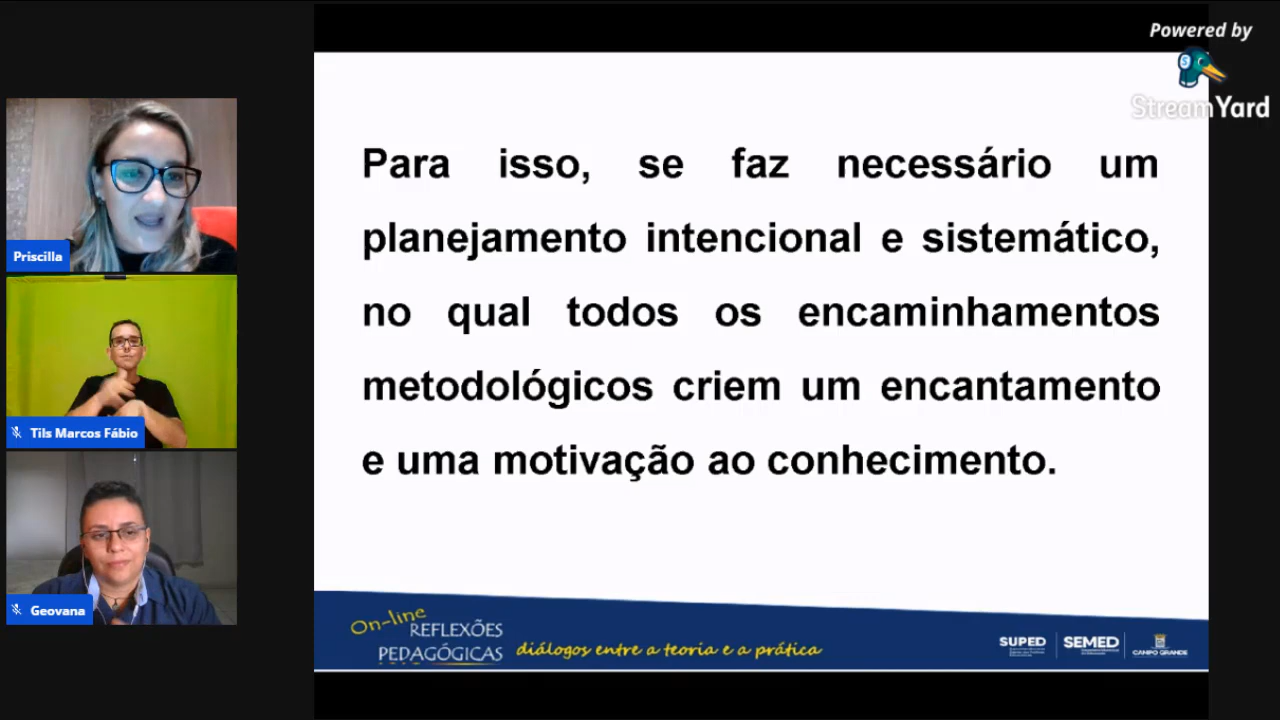 Powered by
StreamYard
Para isso, se faz necessário um
planejamento intencional e sistemático,
no qual todos os encaminhamentos
metodológicos criem um encantamento
e uma motivação ao conhecimento.
Priscilla
Tils Marcos Fábio
Geovana
On-line
REFLEXÕES
PEDAGÓGICAS
diálogos entre a teoria e a prática
SUPED
SEMED
CAMPO GRANDE